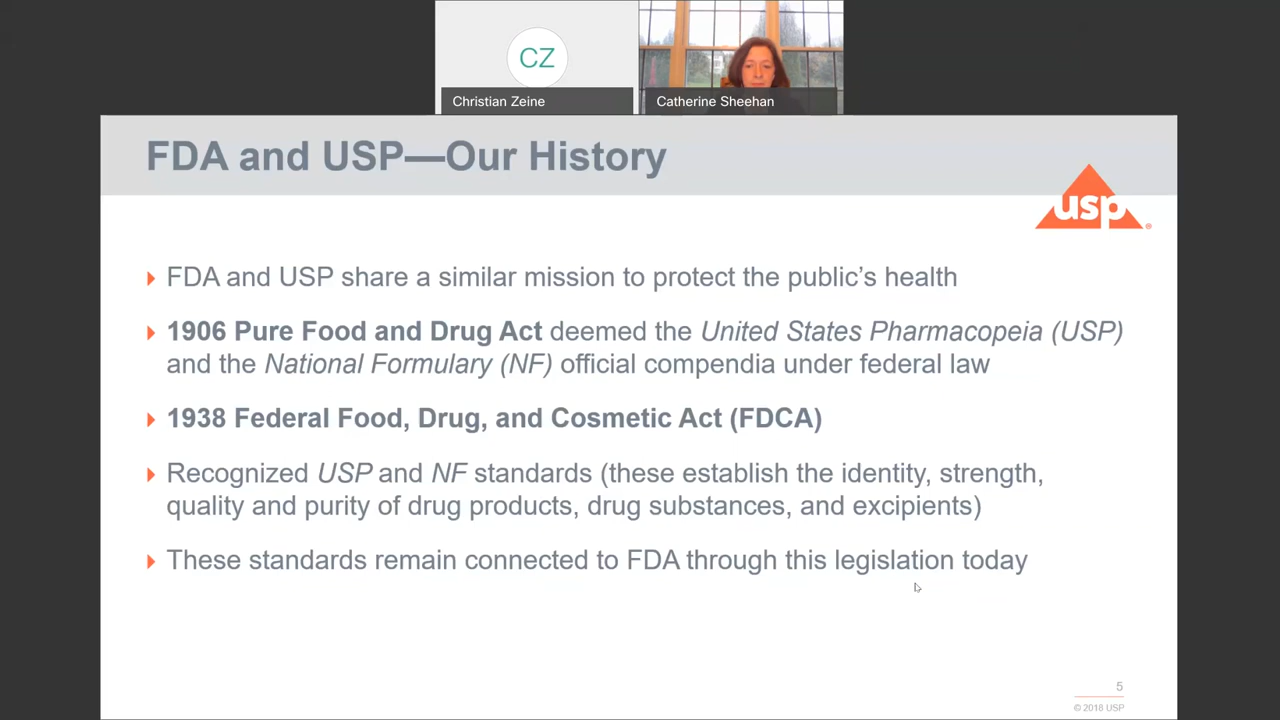 CZ
Christian Zeine
Catherine Sheehan
FDA and USP—Our History
usp®
FDA and USP share a similar mission to protect the public’s health
1906 Pure Food and Drug Act deemed the United States Pharmacopeia (USP)
and the National Formulary (NF) official compendia under federal law
1938 Federal Food, Drug, and Cosmetic Act (FDCA)
Recognized USP and NF standards (these establish the identity, strength,
quality and purity of drug products, drug substances, and excipients)
These standards remain connected to FDA through this legislation today
5
© 2018 USP